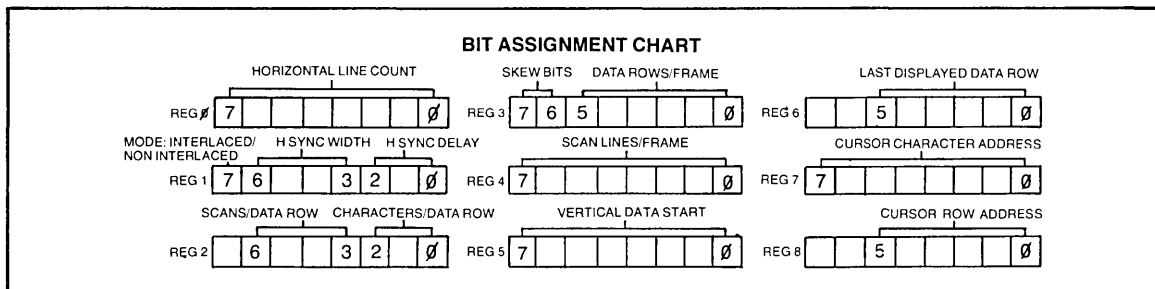 BIT ASSIGNMENT CHART
HORIZONTAL LINE COUNT
REG Ø 7 Ø
MODE: INTERLACED/
NON INTERLACED
H SYNC WIDTH H SYNC DELAY
REG 1 7 6 3 2 Ø
SCANS/DATA ROW CHARACTERS/DATA ROW
REG 2 6 3 2 Ø
SKEW BITS DATA ROWS/FRAME
REG 3 7 6 5 Ø
SCAN LINES/FRAME
REG 4 7 Ø
VERTICAL DATA START
REG 5 7 Ø
LAST DISPLAYED DATA ROW
REG 6 5 Ø
CURSOR CHARACTER ADDRESS
REG 7 7 Ø
CURSOR ROW ADDRESS
REG 8 5 Ø